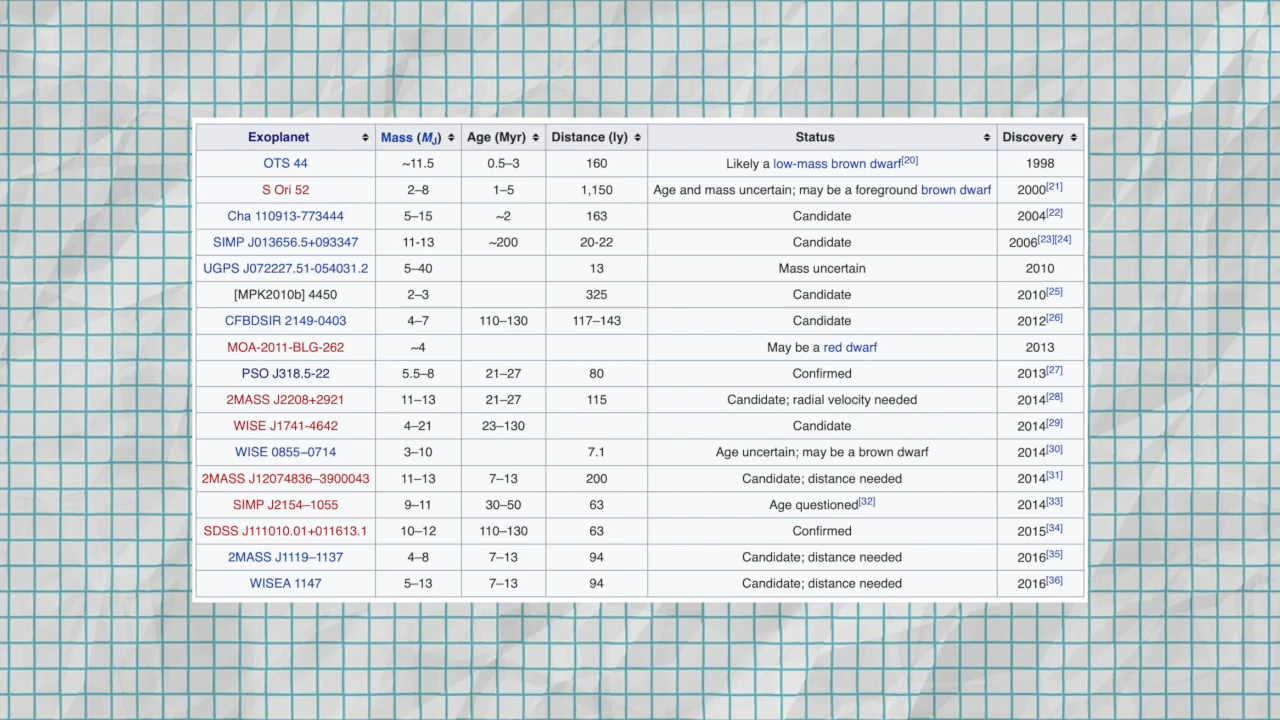 Exoplanet Mass (MJ) Age (Myr) Distance (ly) Status Discovery
OTS 44 ~11.5 0.5–3 160 Likely a low-mass brown dwarf[20] 1998
S Ori 52 2–8 1–5 1,150 Age and mass uncertain; may be a foreground brown dwarf 2000[21]
Cha 110913-773444 5–15 ~2 163 Candidate 2004[22]
SIMP J013656.5+093347 11-13 ~200 20-22 Candidate 2006[23][24]
UGPS J072227.51-054031.2 5–40 13 Mass uncertain 2010
[MPK2010b] 4450 2–3 325 Candidate 2010[25]
CFBDSIR 2149-0403 4–7 110–130 117–143 Candidate 2012[26]
MOA-2011-BLG-262 ~4 May be a red dwarf 2013
PSO J318.5-22 5.5–8 21–27 80 Confirmed 2013[27]
2MASS J2208+2921 11–13 21–27 115 Candidate; radial velocity needed 2014[28]
WISE J1741-4642 4–21 23–130 Candidate 2014[29]
WISE 0855–0714 3–10 7.1 Age uncertain; may be a brown dwarf 2014[30]
2MASS J12074836–3900043 11–13 7–13 200 Candidate; distance needed 2014[31]
SIMP J2154–1055 9–11 30–50 63 Age questioned[32] 2014[33]
SDSS J111010.01+011613.1 10–12 110–130 63 Confirmed 2015[34]
2MASS J1119–1137 4–8 7–13 94 Candidate; distance needed 2016[35]
WISEA 1147 5–13 7–13 94 Candidate; distance needed 2016[36]